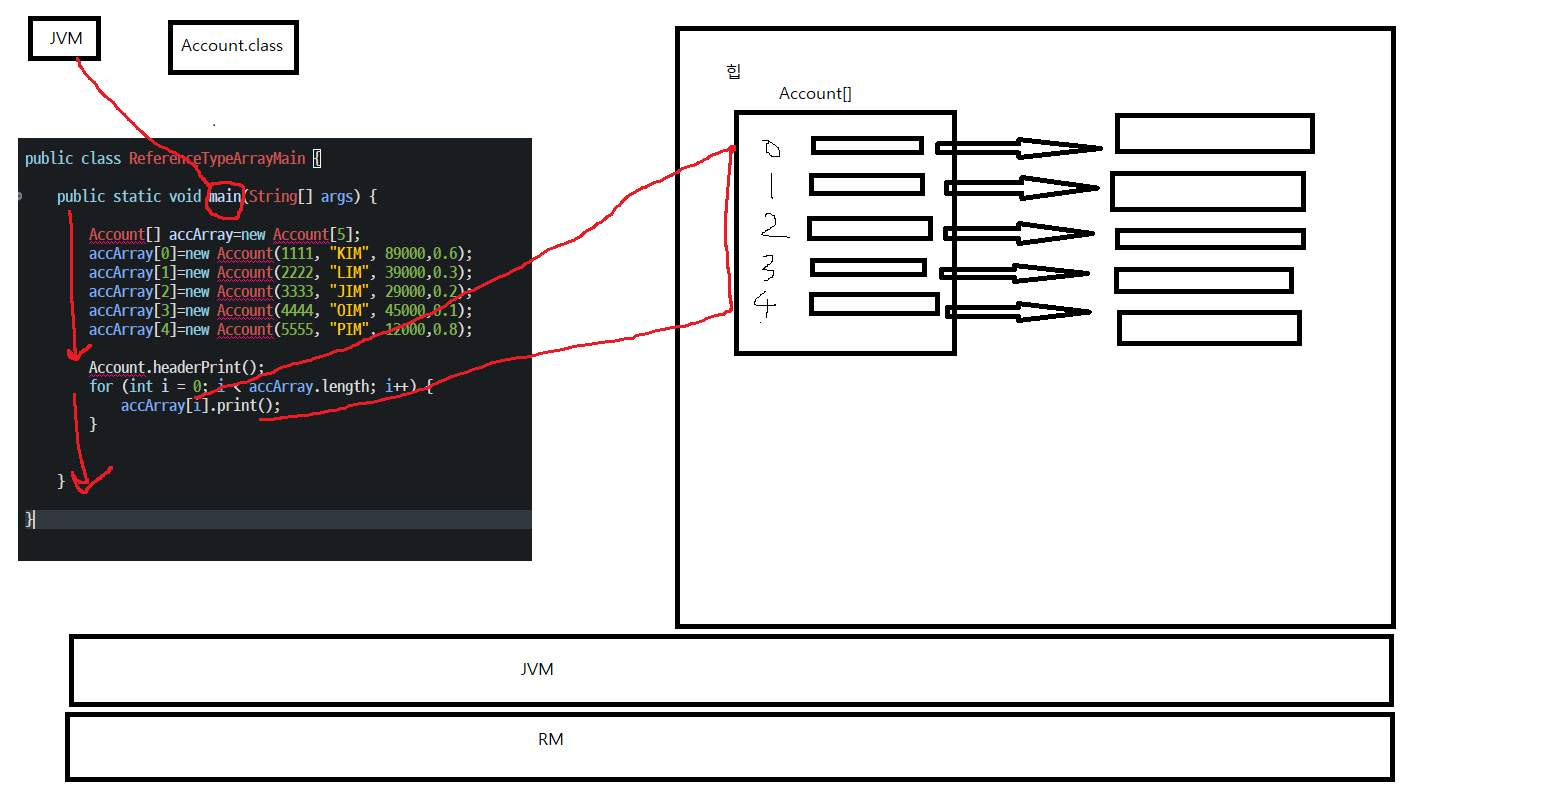 JVM
Account.class
public class ReferenceTypeArrayMain {
public static void main(String[] args) {
Account[] accArray=new Account[5];
accArray[0]=new Account(1111, "KIM", 89000,0.6);
accArray[1]=new Account(2222, "LIM", 39000,0.3);
accArray[2]=new Account(3333, "JIM", 29000,0.2);
accArray[3]=new Account(4444, "OIM", 45000,0.1);
accArray[4]=new Account(5555, "PIM", 12000,0.8);
Account.headerPrint();
for (int i = 0; i < accArray.length; i++) {
accArray[i].print();
}
}
}
힙
Account[]
0
1
2
3
4
JVM
RM